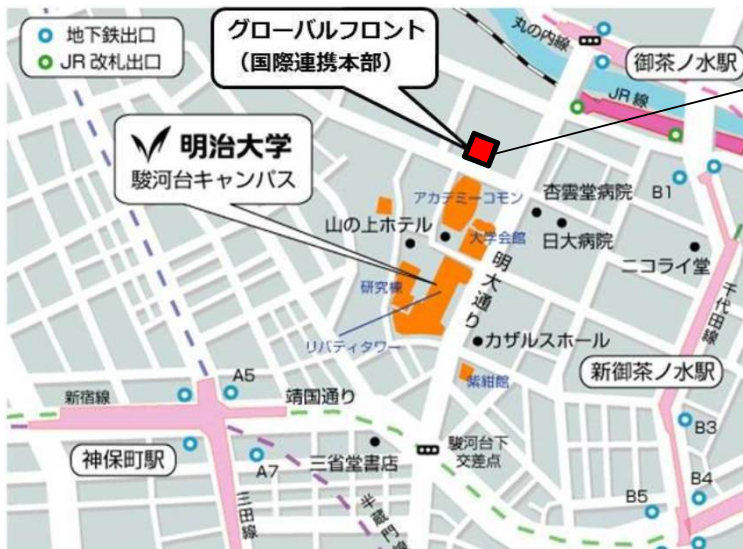 地下鉄出口
JR改札出口
グローバルフロント
（国際連携本部）
丸の内線
御茶ノ水駅
JR線
明治大学
駿河台キャンパス
アカデミーコモン
杏雲堂病院
B1
山の上ホテル
大学会館
日大病院
ニコライ堂
研究棟
明大通り
千代田線
リバティタワー
カザルスホール
新御茶ノ水駅
紫紺館
A5
新宿線
靖国通り
B3
神保町駅
A7
三省堂書店
駿河台下
交差点
B4
B5
三田線
半蔵門線